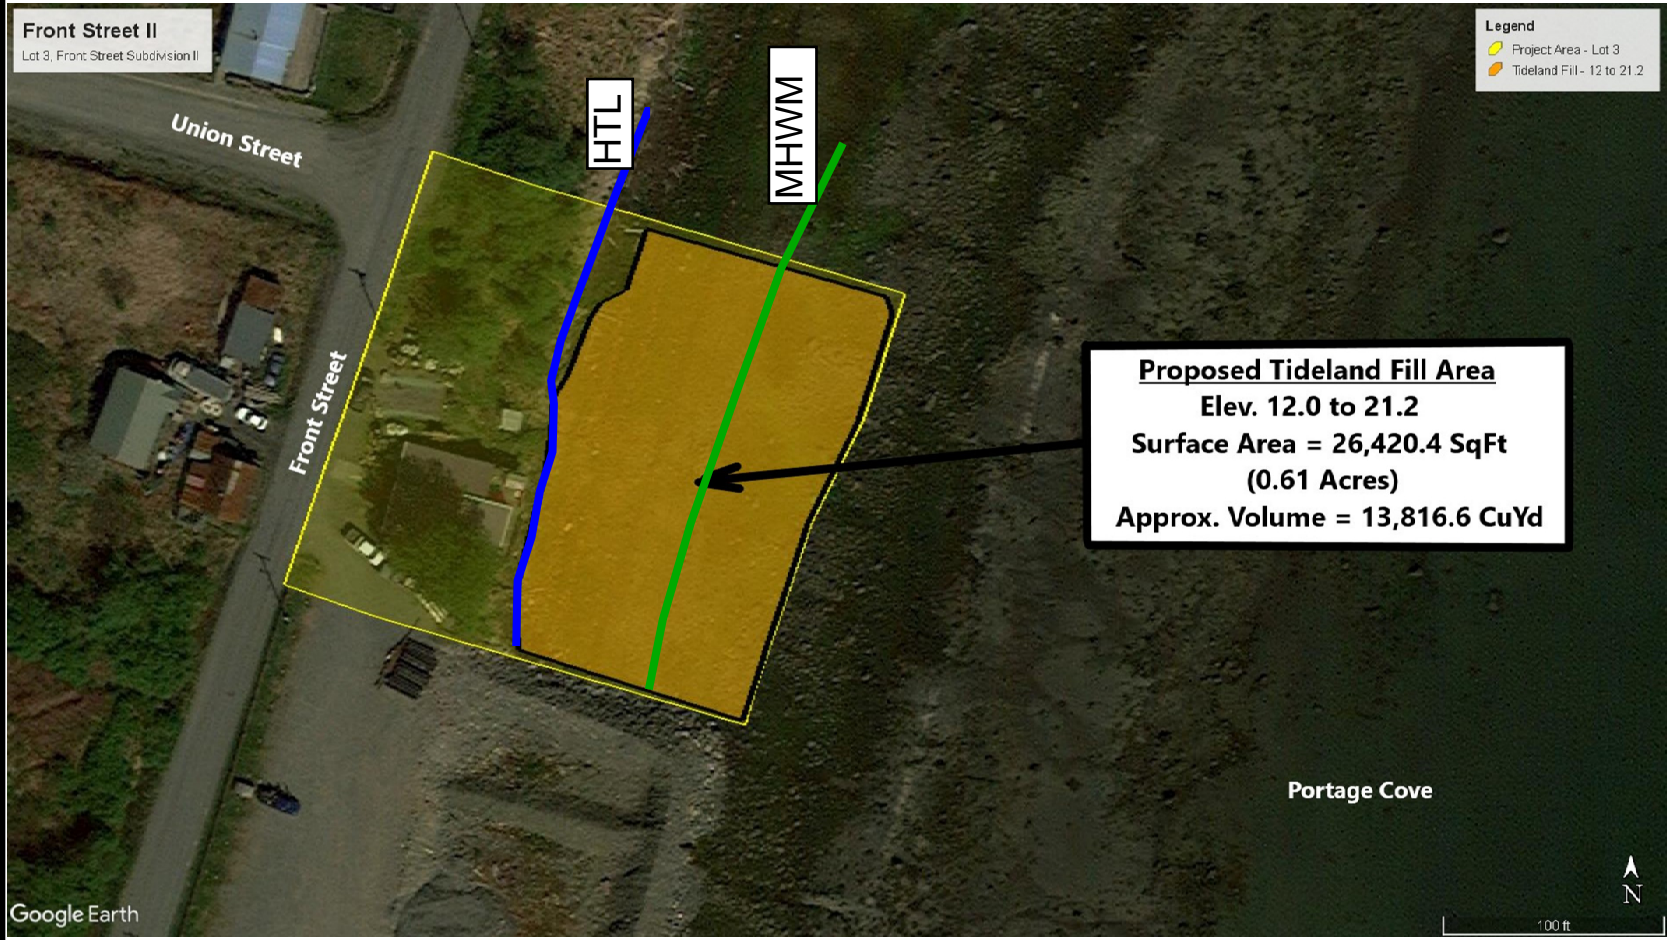 Front Street II
Lot 3, Front Street Subdivision II
Legend
Project Area - Lot 3
Tideland Fill - 12 to 21.2
Union Street
HTL
MHWM
Front Street
Proposed Tideland Fill Area
Elev. 12.0 to 21.2
Surface Area = 26,420.4 SqFt
(0.61 Acres)
Approx. Volume = 13,816.6 CuYd
Portage Cove
N
Google Earth
100 ft